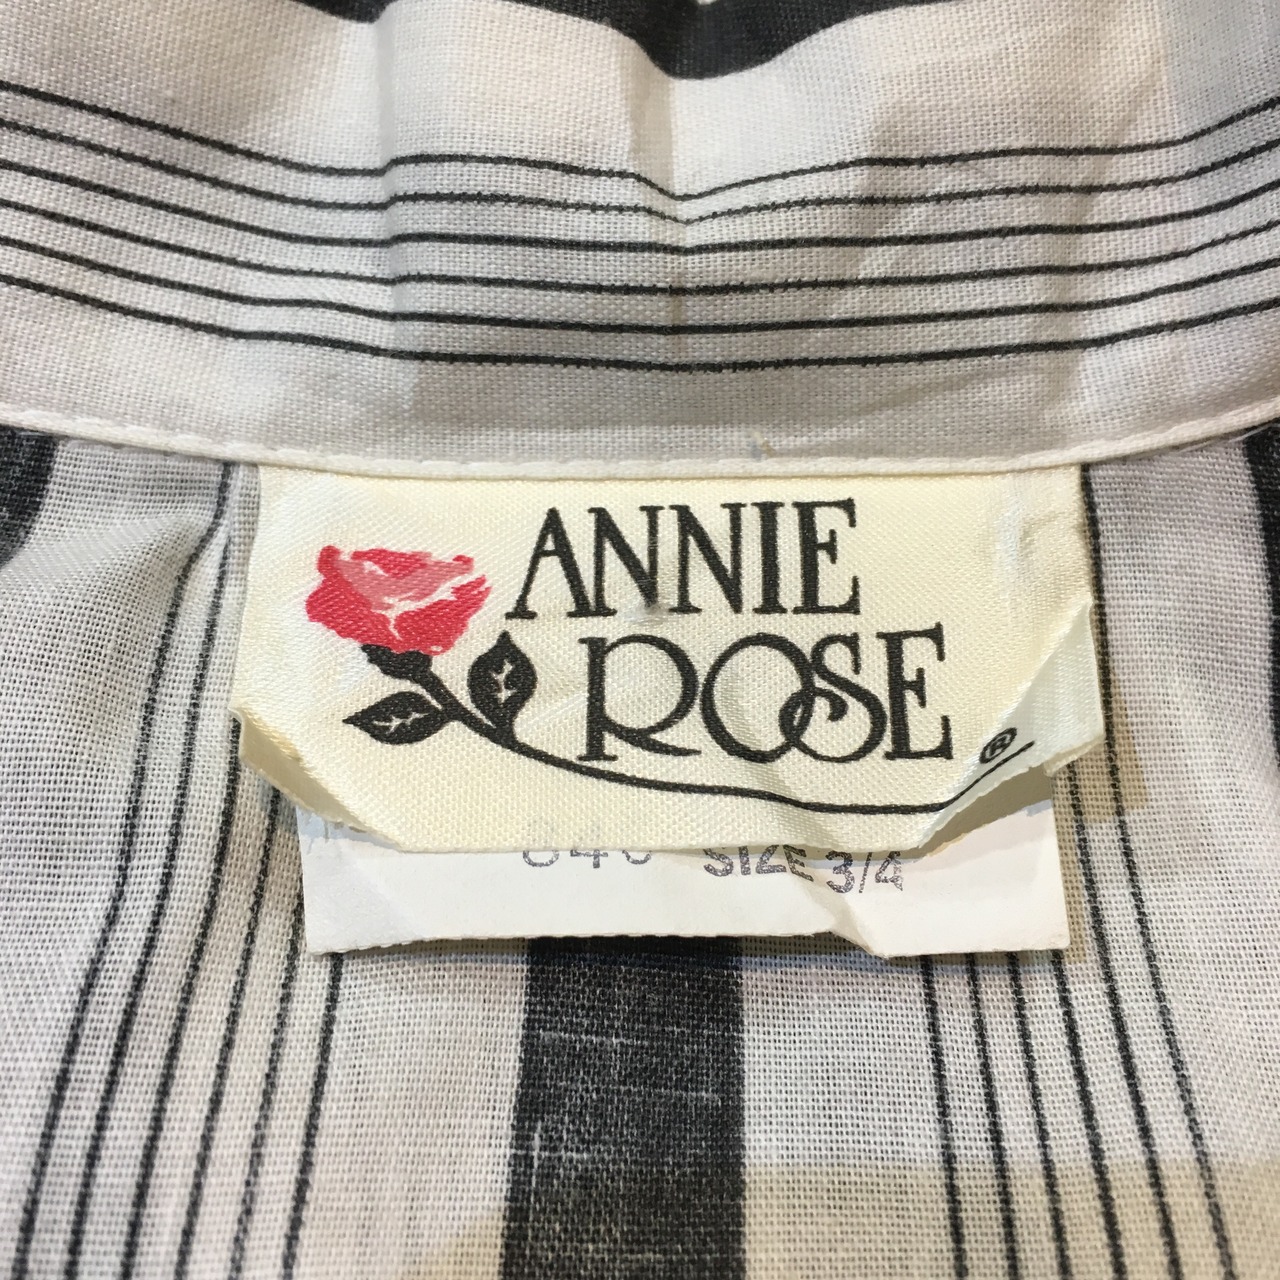 ANNIE
ROSE ®
SIZE 3/4